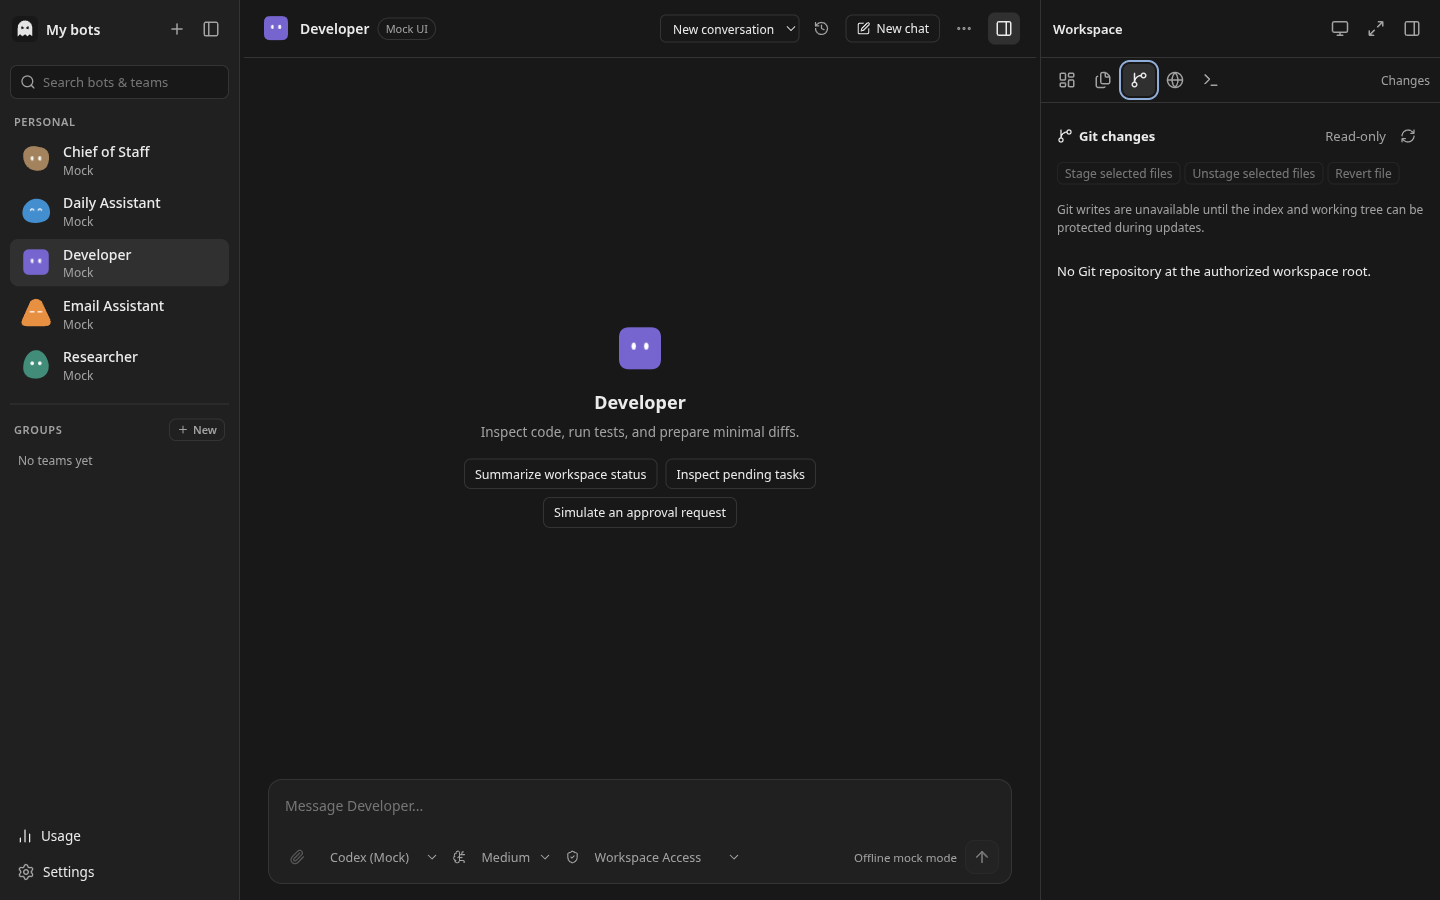 My bots
Search bots & teams
PERSONAL
Chief of Staff
Mock
Daily Assistant
Mock
Developer
Mock
Email Assistant
Mock
Researcher
Mock
GROUPS
New
No teams yet
Usage
Settings
Developer
Mock UI
New conversation
New chat
Developer
Inspect code, run tests, and prepare minimal diffs.
Summarize workspace status
Inspect pending tasks
Simulate an approval request
Message Developer...
Codex (Mock)
Medium
Workspace Access
Offline mock mode
Workspace
Changes
Git changes
Read-only
Stage selected files
Unstage selected files
Revert file
Git writes are unavailable until the index and working tree can be
protected during updates.
No Git repository at the authorized workspace root.